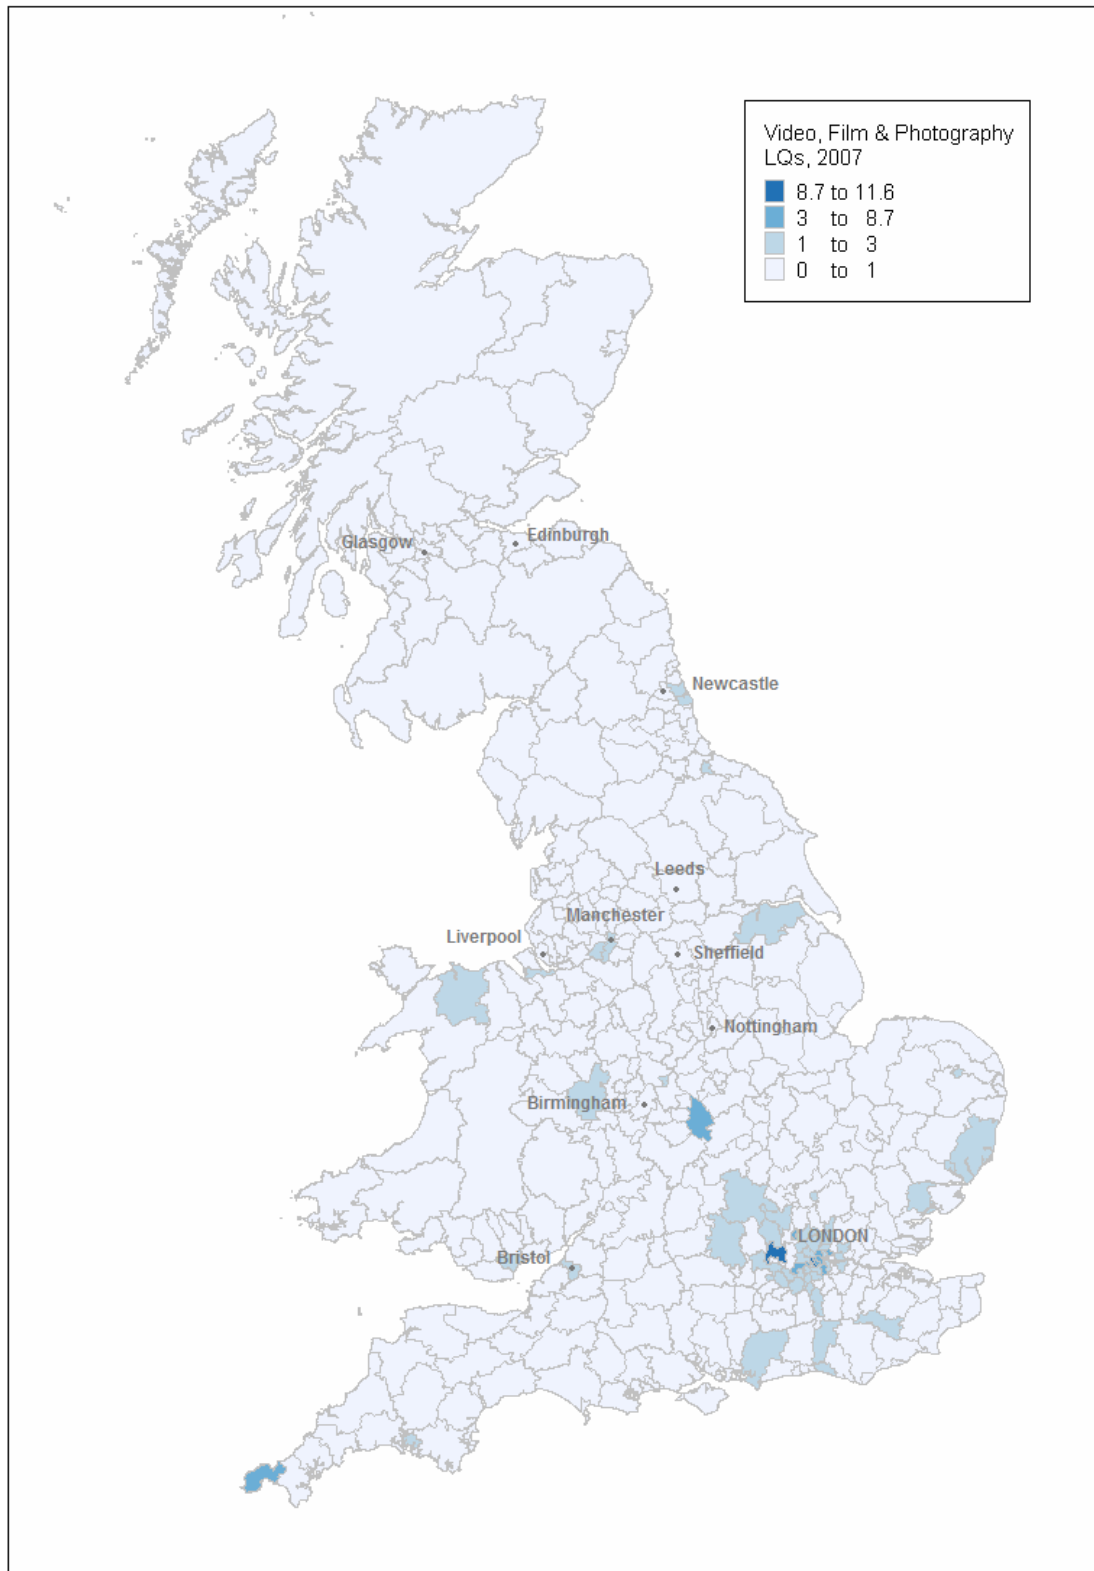 Video, Film & Photography
LQs, 2007
8.7 to 11.6
3 to 8.7
1 to 3
0 to 1
Glasgow
Edinburgh
Newcastle
Leeds
Manchester
Liverpool
Sheffield
Nottingham
Birmingham
LONDON
Bristol